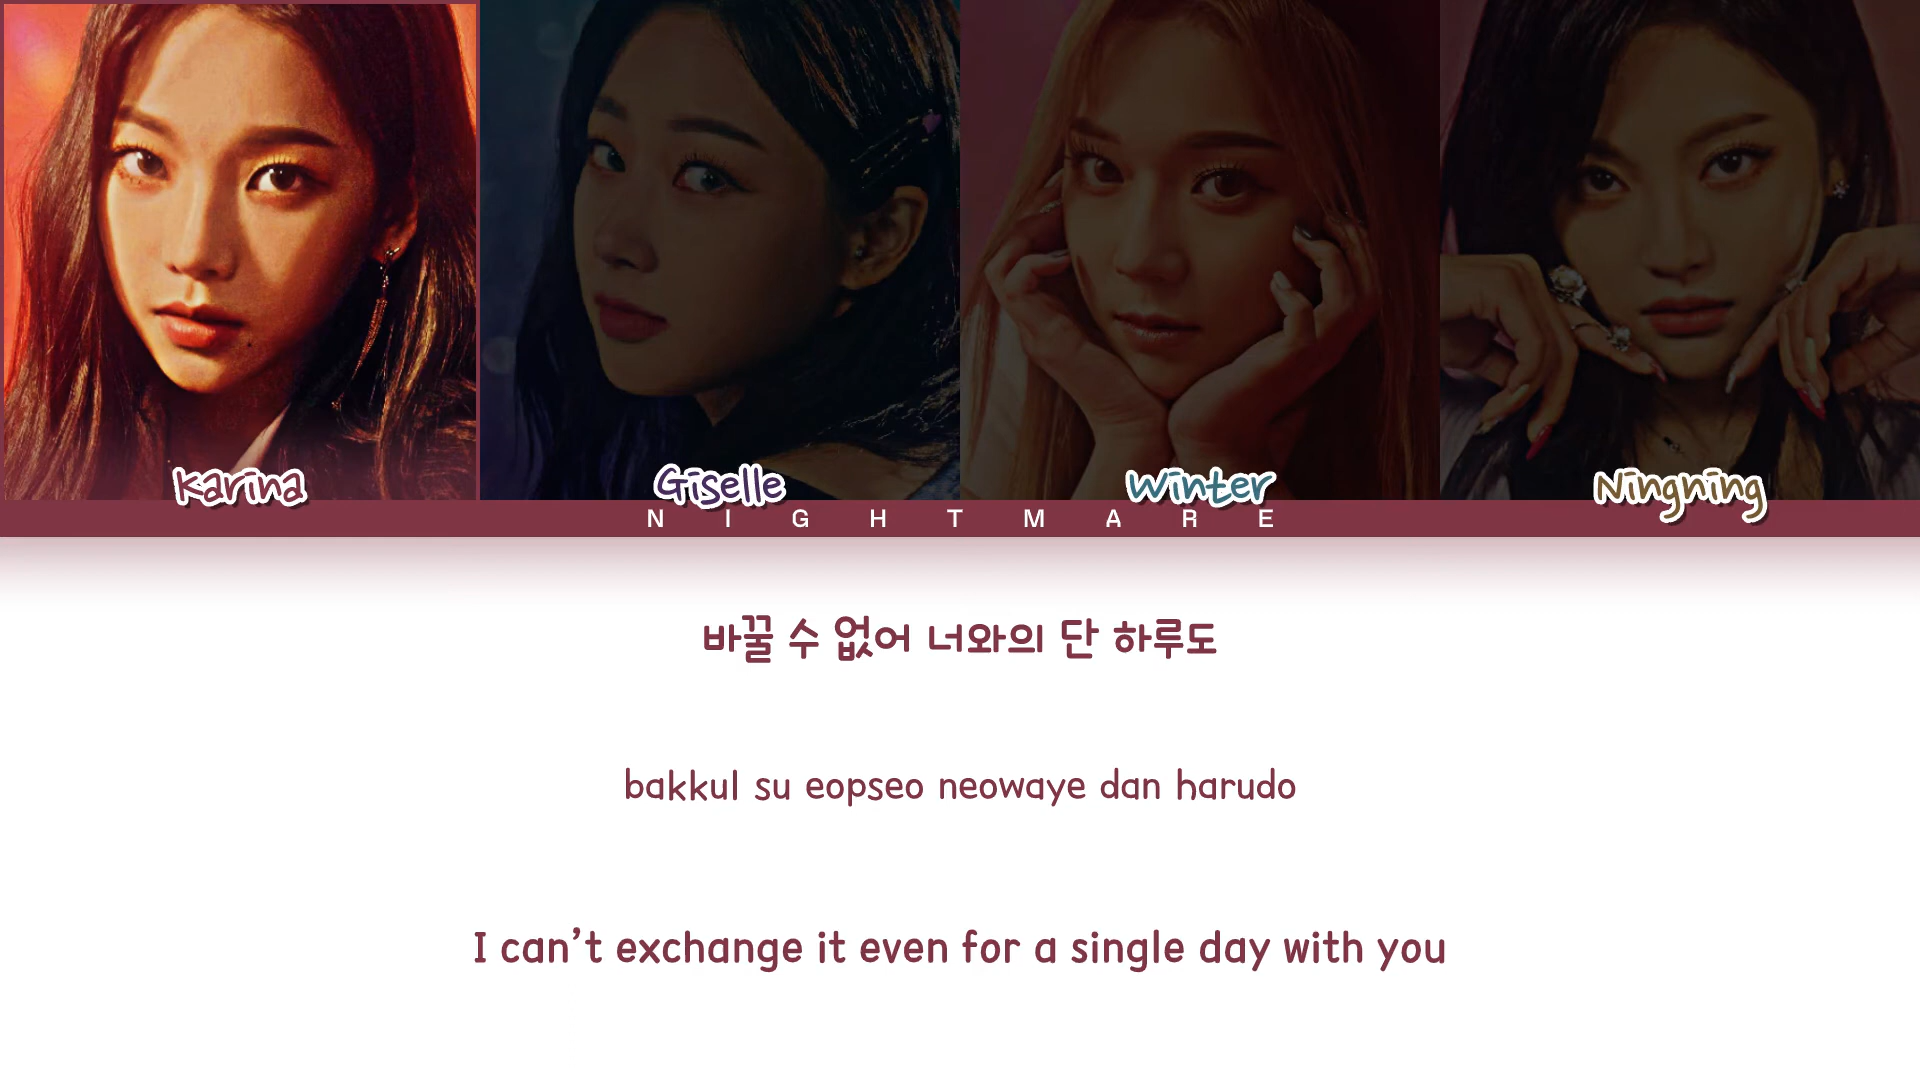 Karina Giselle Winter Ningning
NIGHTMARE
바꿀 수 없어 너와의 단 하루도
bakkul su eopseo neowaye dan harudo
I can’t exchange it even for a single day with you